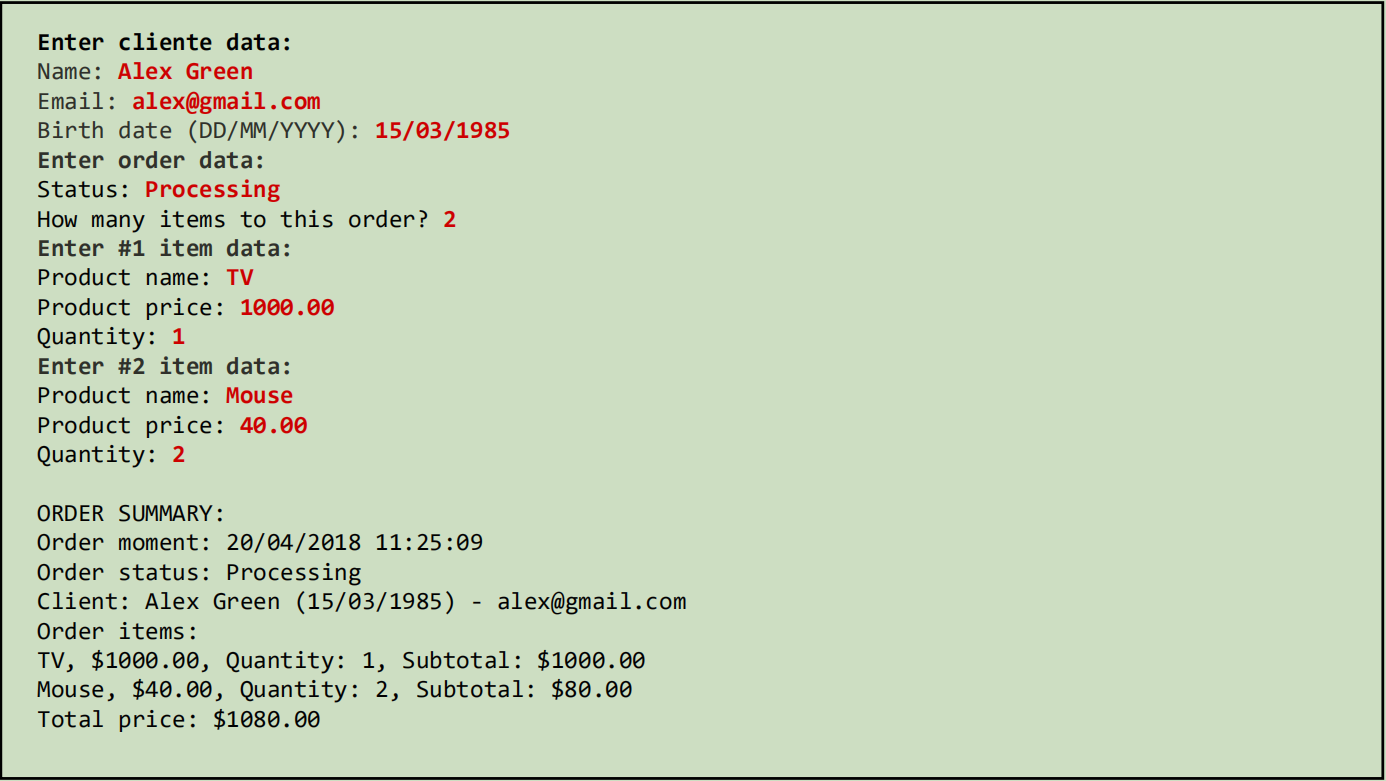 Enter cliente data:
Name: Alex Green
Email: alex@gmail.com
Birth date (DD/MM/YYYY): 15/03/1985
Enter order data:
Status: Processing
How many items to this order? 2
Enter #1 item data:
Product name: TV
Product price: 1000.00
Quantity: 1
Enter #2 item data:
Product name: Mouse
Product price: 40.00
Quantity: 2
ORDER SUMMARY:
Order moment: 20/04/2018 11:25:09
Order status: Processing
Client: Alex Green (15/03/1985) - alex@gmail.com
Order items:
TV, $1000.00, Quantity: 1, Subtotal: $1000.00
Mouse, $40.00, Quantity: 2, Subtotal: $80.00
Total price: $1080.00